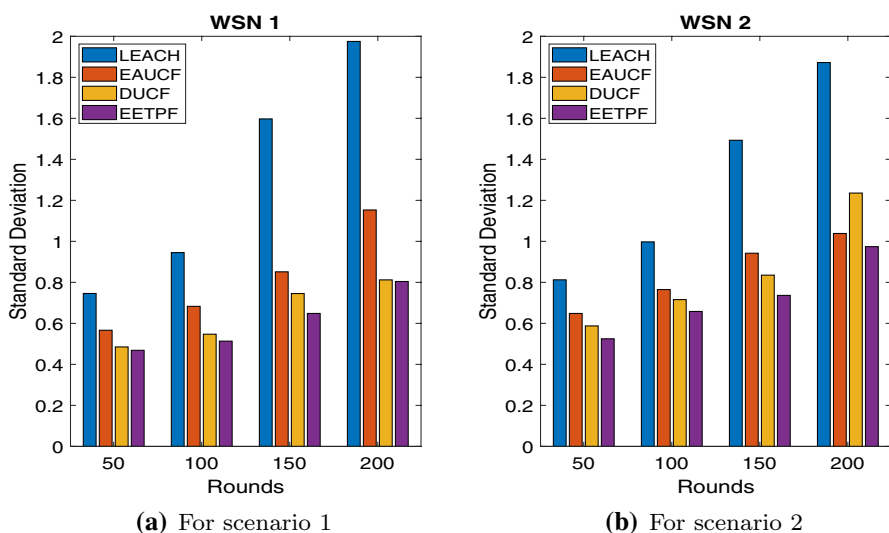 WSN 1
LEACH
EAUCF
DUCF
EETPF
Standard Deviation
2
1.8
1.6
1.4
1.2
1
0.8
0.6
0.4
0.2
0
50 100 150 200
Rounds
(a) For scenario 1
WSN 2
LEACH
EAUCF
DUCF
EETPF
Standard Deviation
2
1.8
1.6
1.4
1.2
1
0.8
0.6
0.4
0.2
0
50 100 150 200
Rounds
(b) For scenario 2